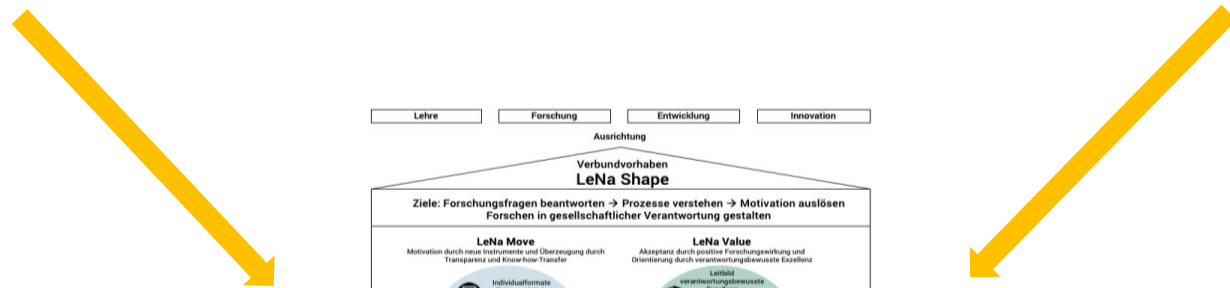 Lehre
Forschung
Entwicklung
Innovation
Ausrichtung
Verbundvorhaben
LeNa Shape
Ziele: Forschungsfragen beantworten → Prozesse verstehen → Motivation auslösen
Forschen in gesellschaftlicher Verantwortung gestalten
LeNa Move
Motivation durch neue Instrumente und Überzeugung durch
Transparenz und Know-how-Transfer
LeNa Value
Akzeptanz durch positive Forschungswirkung und
Orientierung durch verantwortungsbewusste Exzellenz
Individualformate
Leitbild
verantwortungsbewusste